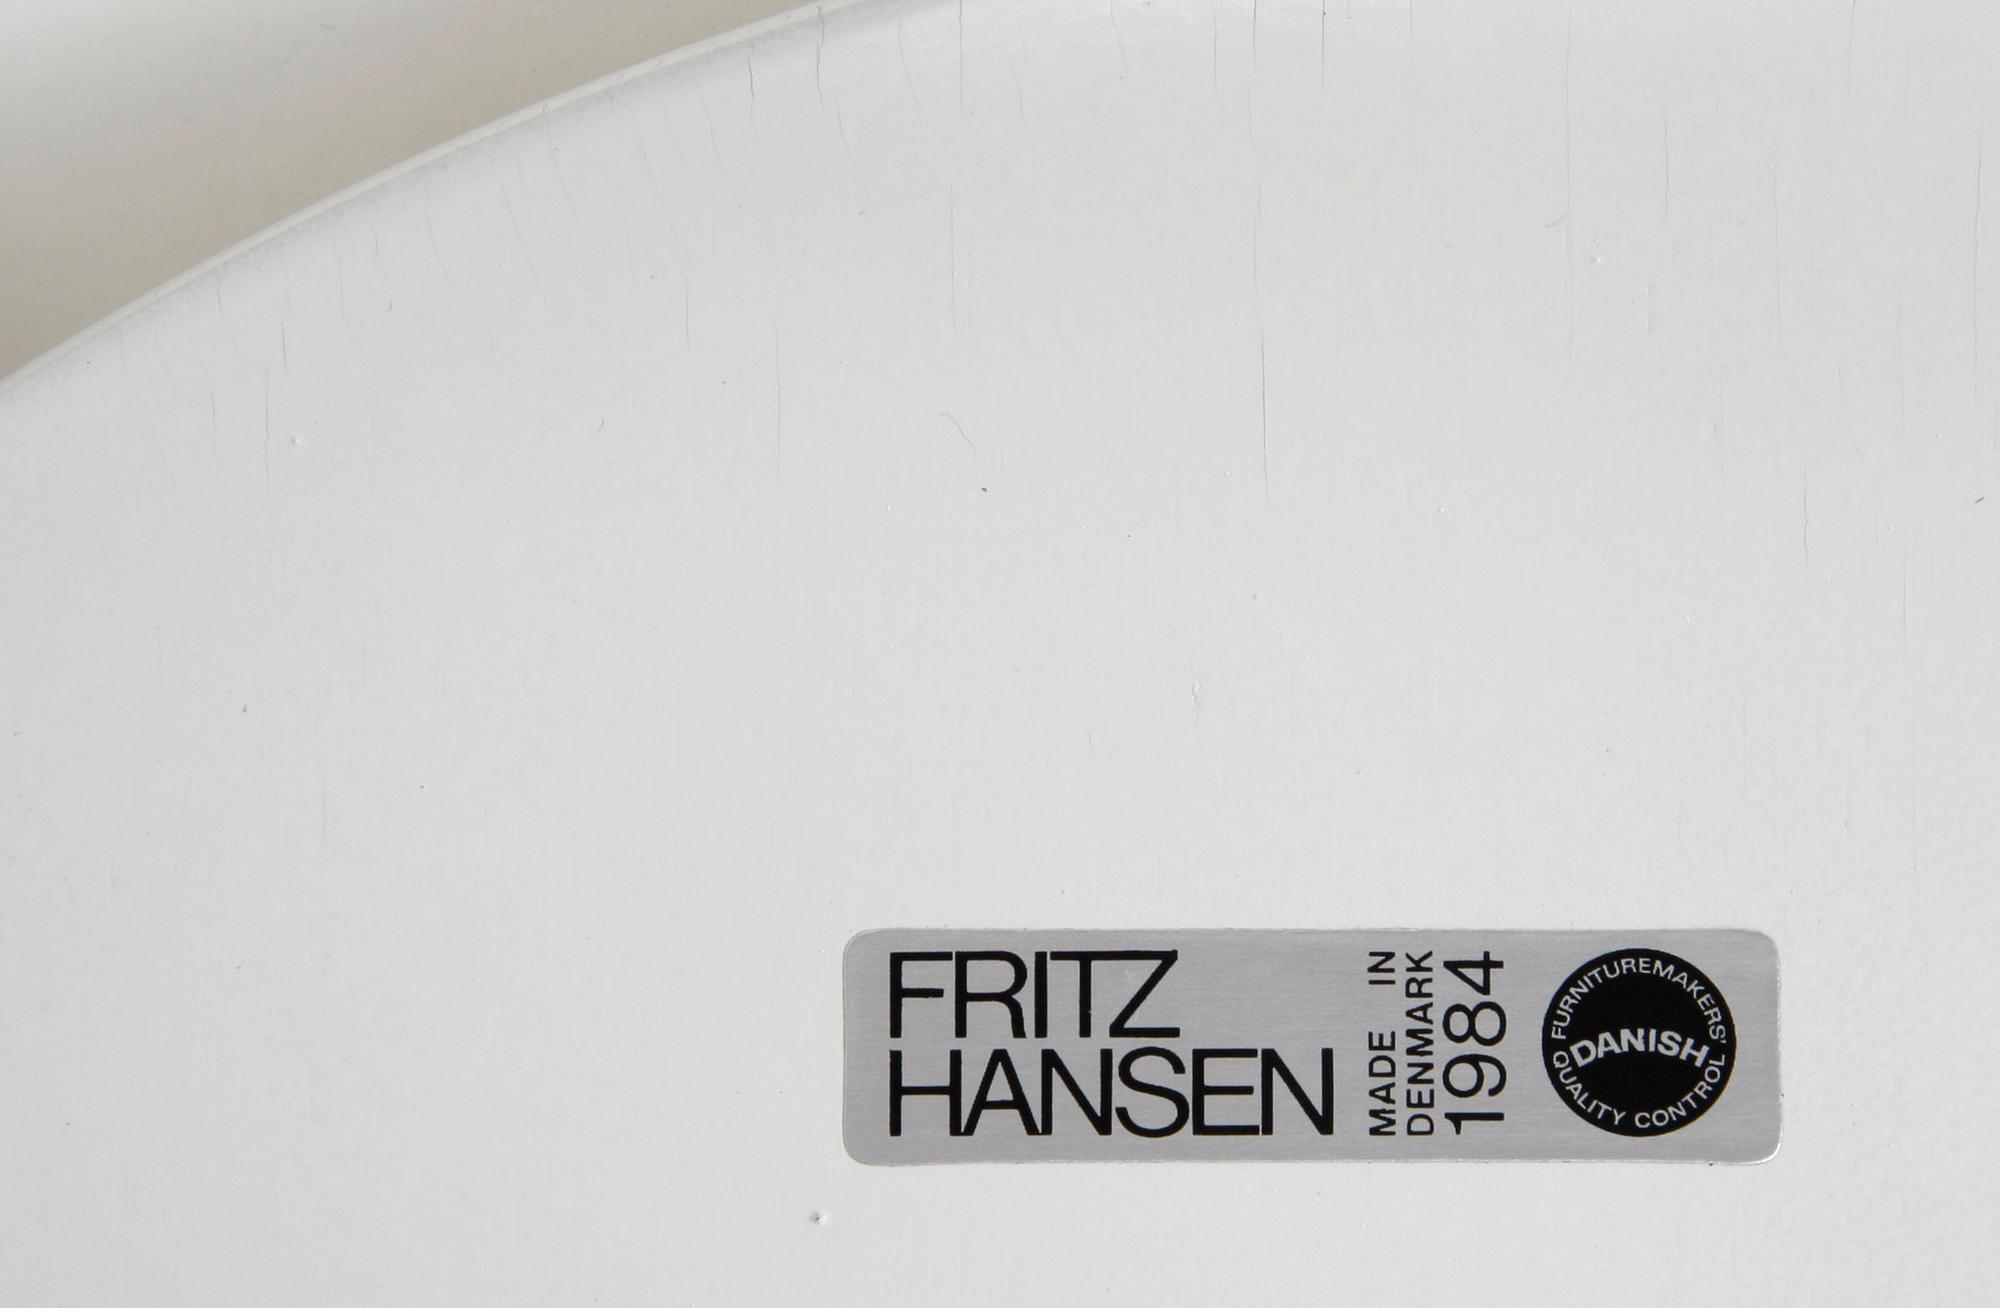 FRITZ
HANSEN
MADE IN
DENMARK
1984
FURNITUREMAKERS'
DANISH
QUALITY CONTROL